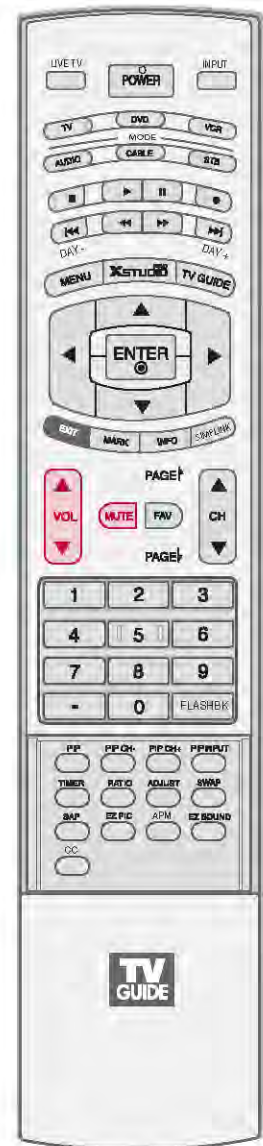 LIVE TV INPUT
POWER
TV DVD VCR
MODE
AUDIO CABLE STB
DAY - DAY +
MENU XSTUDIO PRO TV GUIDE
ENTER
EXIT MARK INFO SIMPLINK
PAGE
VOL MUTE FAV CH
PAGE
1 2 3
4 5 6
7 8 9
- 0 FLASHBK
PIP PIP CH- PIP CH+ PIP INPUT
TIMER RATIO ADJUST SWAP
SAP EZ PIC APM EZ SOUND
CC
TV
GUIDE